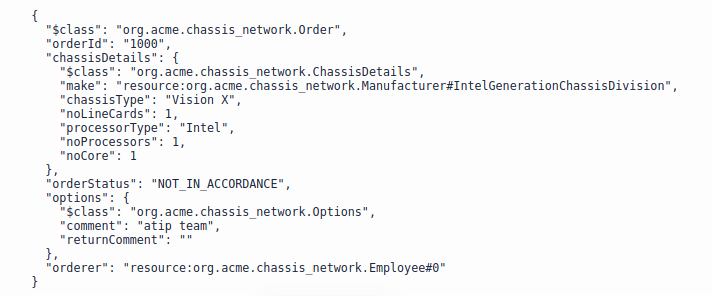 {
"$class": "org.acme.chassis_network.Order",
"orderId": "1000",
"chassisDetails": {
"$class": "org.acme.chassis_network.ChassisDetails",
"make": "resource:org.acme.chassis_network.Manufacturer#IntelGenerationChassisDivision",
"chassisType": "Vision X",
"noLineCards": 1,
"processorType": "Intel",
"noProcessors": 1,
"noCore": 1
},
"orderStatus": "NOT_IN_ACCORDANCE",
"options": {
"$class": "org.acme.chassis_network.Options",
"comment": "atip team",
"returnComment": ""
},
"orderer": "resource:org.acme.chassis_network.Employee#0"
}